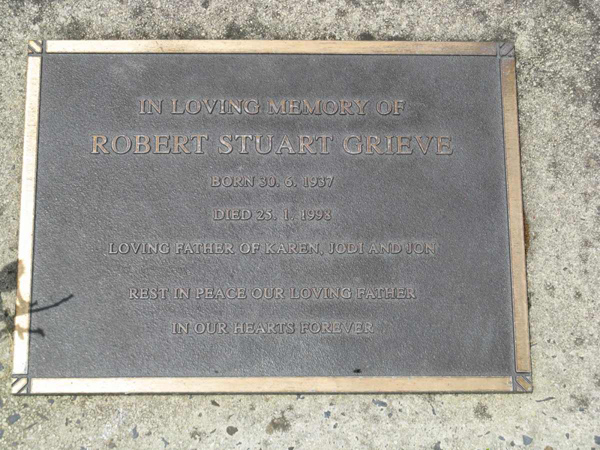 IN LOVING MEMORY OF
ROBERT STUART GRIEVE
BORN 30. 6. 1937
DIED 25. 1. 1998
LOVING FATHER OF KAREN, JODI AND JON
REST IN PEACE OUR LOVING FATHER
IN OUR HEARTS FOREVER